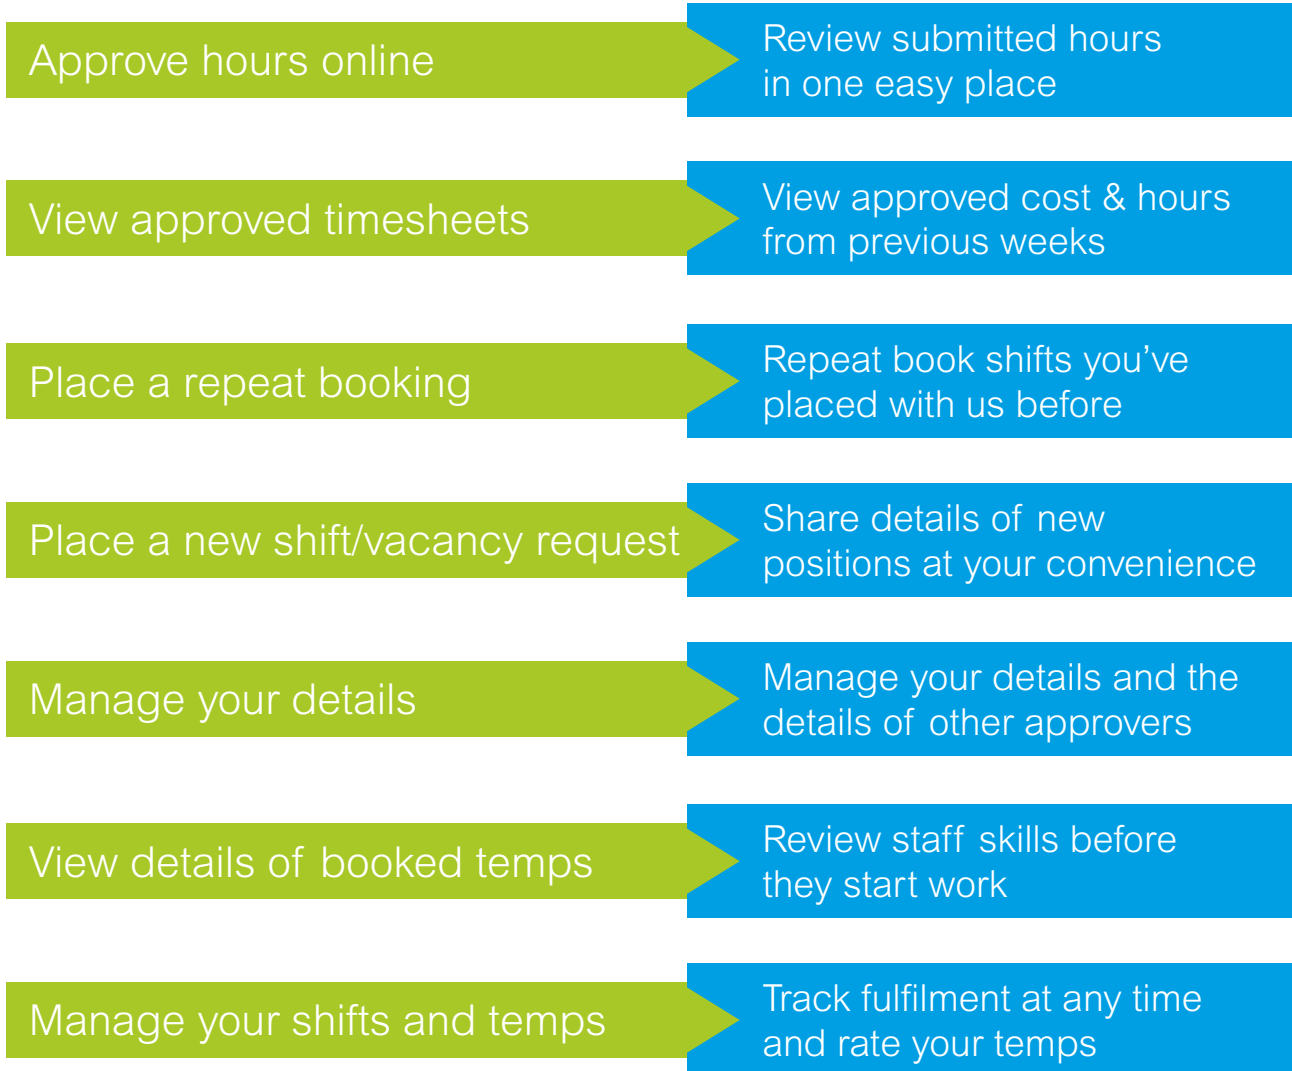 Approve hours online
Review submitted hours
in one easy place
View approved timesheets
View approved cost & hours
from previous weeks
Place a repeat booking
Repeat book shifts you’ve
placed with us before
Place a new shift/vacancy request
Share details of new
positions at your convenience
Manage your details
Manage your details and the
details of other approvers
View details of booked temps
Review staff skills before
they start work
Manage your shifts and temps
Track fulfilment at any time
and rate your temps